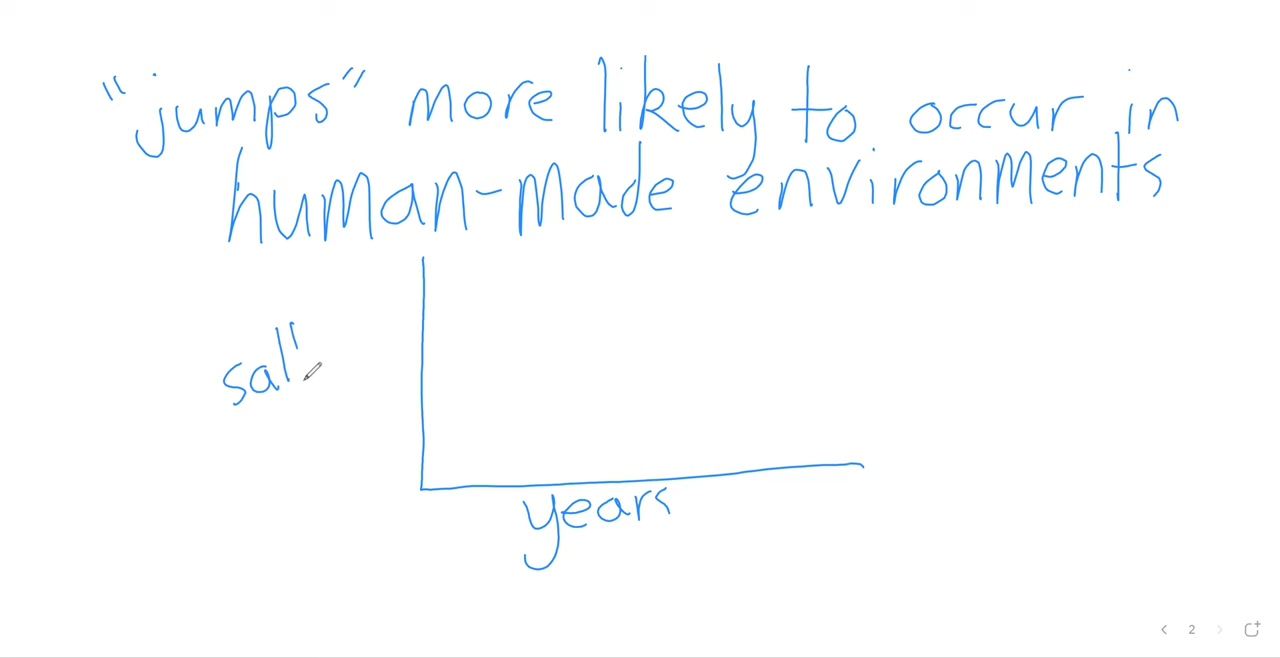 "jumps" more likely to occur in
human-made environments
sal
years
2